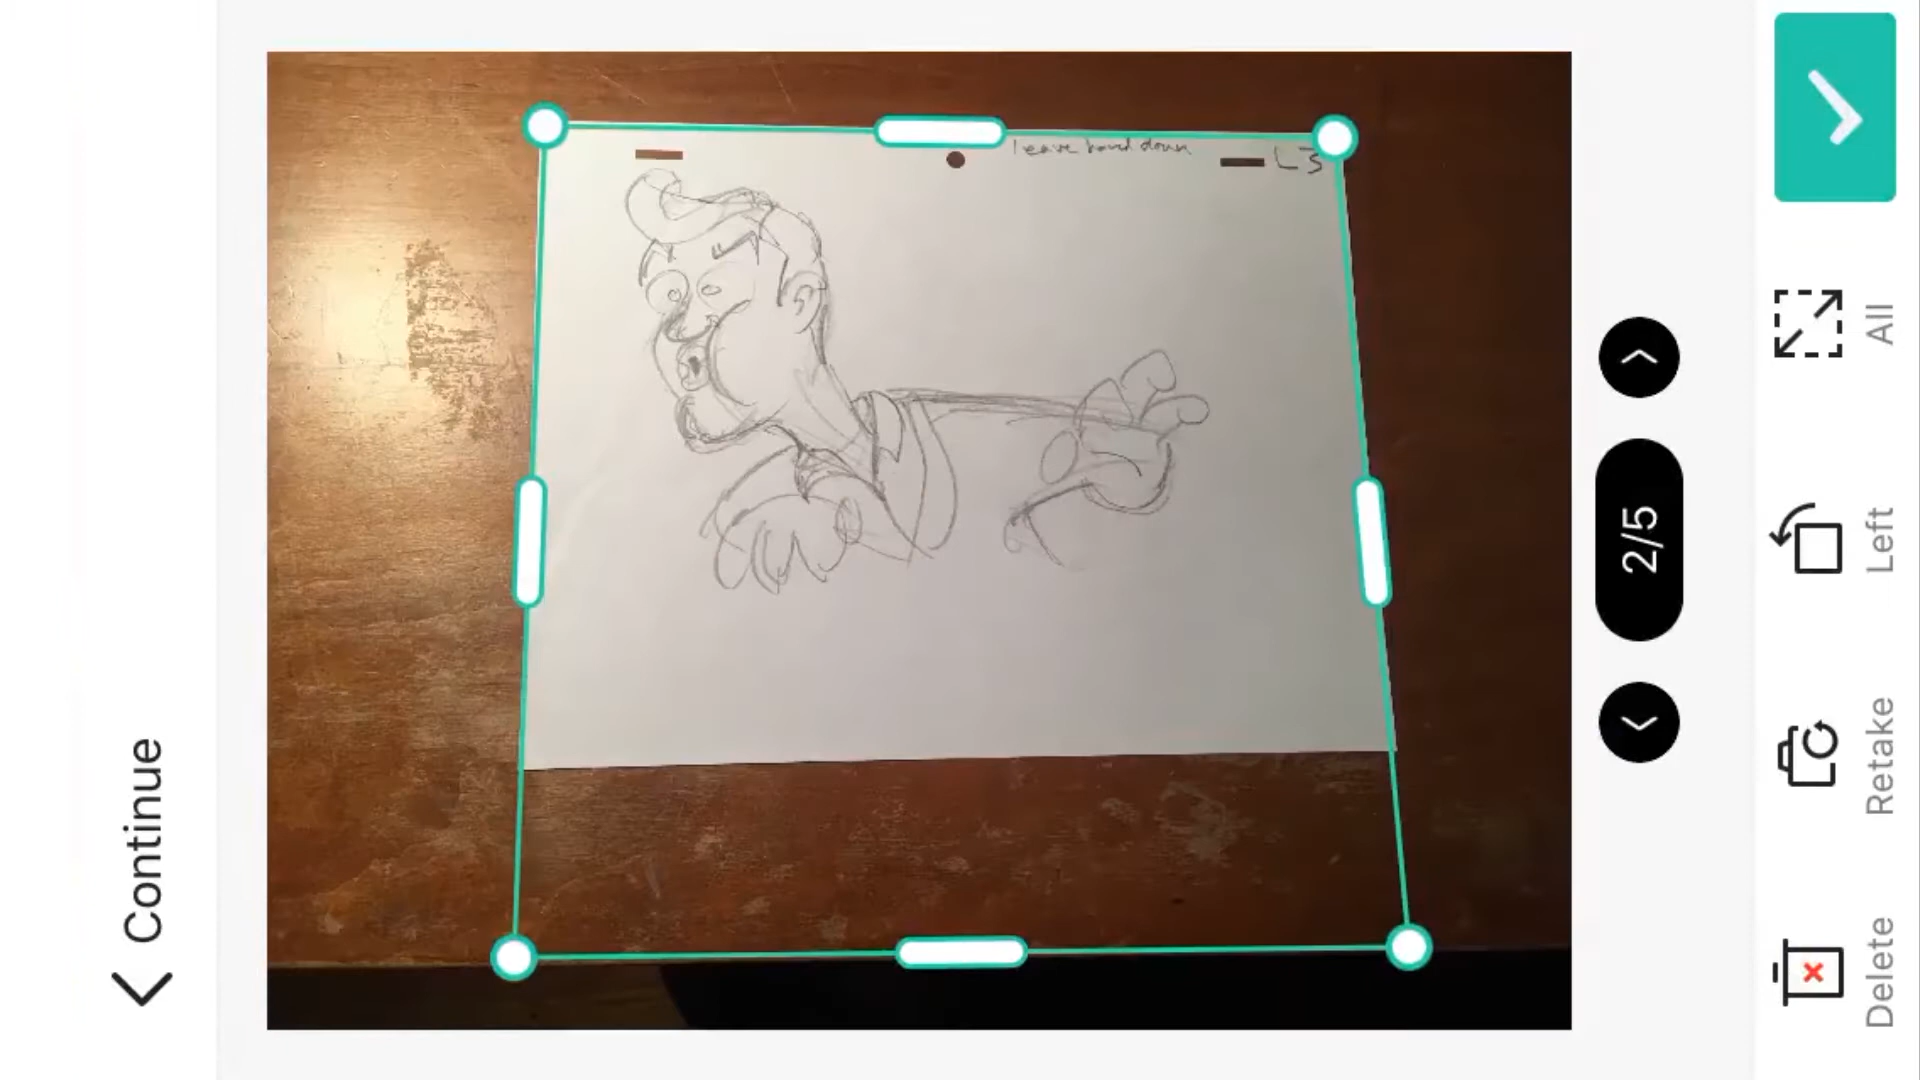 leave hand down
L3
Continue
2/5
All
Left
Retake
Delete